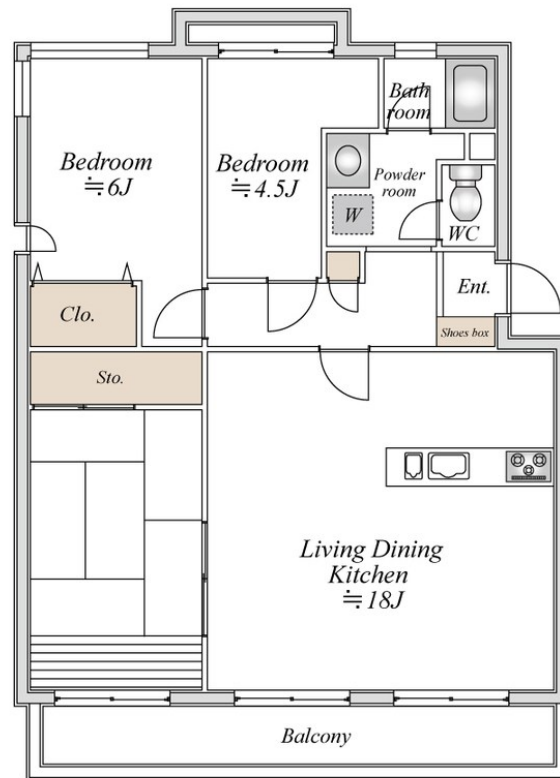 Bath
room
Bedroom
≒6J
Bedroom
≒4.5J
Powder
room
W
WC
Clo.
Ent.
Shoes box
Sto.
Living Dining
Kitchen
≒18J
Balcony